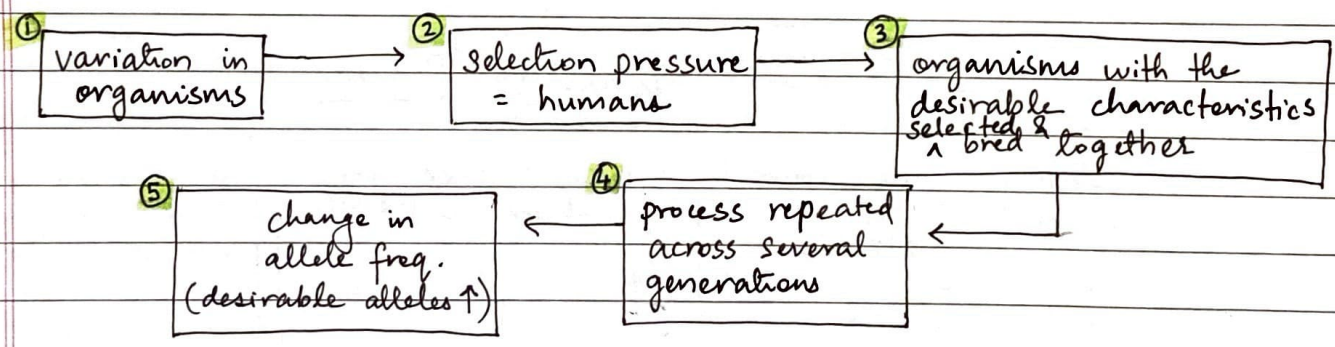 ①
variation in
organisms
②
selection pressure
= humans
③
organisms with the
desirable characteristics
selected &
^ bred together
④
process repeated
across several
generations
⑤
change in
allele freq.
(desirable alleles ↑)